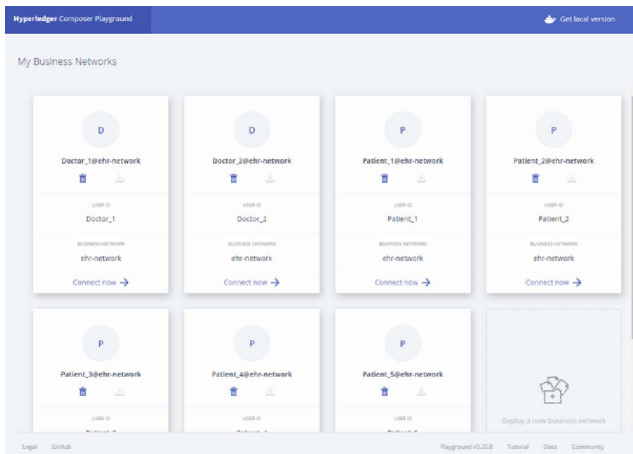 Hyperledger Composer Playground
Get local version
My Business Networks
D
D
P
P
Doctor_1@ehr-network
Doctor_2@ehr-network
Patient_1@ehr-network
Patient_2@ehr-network
USER ID
USER ID
USER ID
USER ID
Doctor_1
Doctor_2
Patient_1
Patient_2
BUSINESS NETWORK
BUSINESS NETWORK
BUSINESS NETWORK
BUSINESS NETWORK
ehr-network
ehr-network
ehr-network
ehr-network
Connect now
Connect now
Connect now
Connect now
P
P
P
Patient_3@ehr-network
Patient_4@ehr-network
Patient_5@ehr-network
USER ID
USER ID
USER ID
Deploy a new business network
Legal GitHub
Playground v0.20.8 Tutorial Docs Community